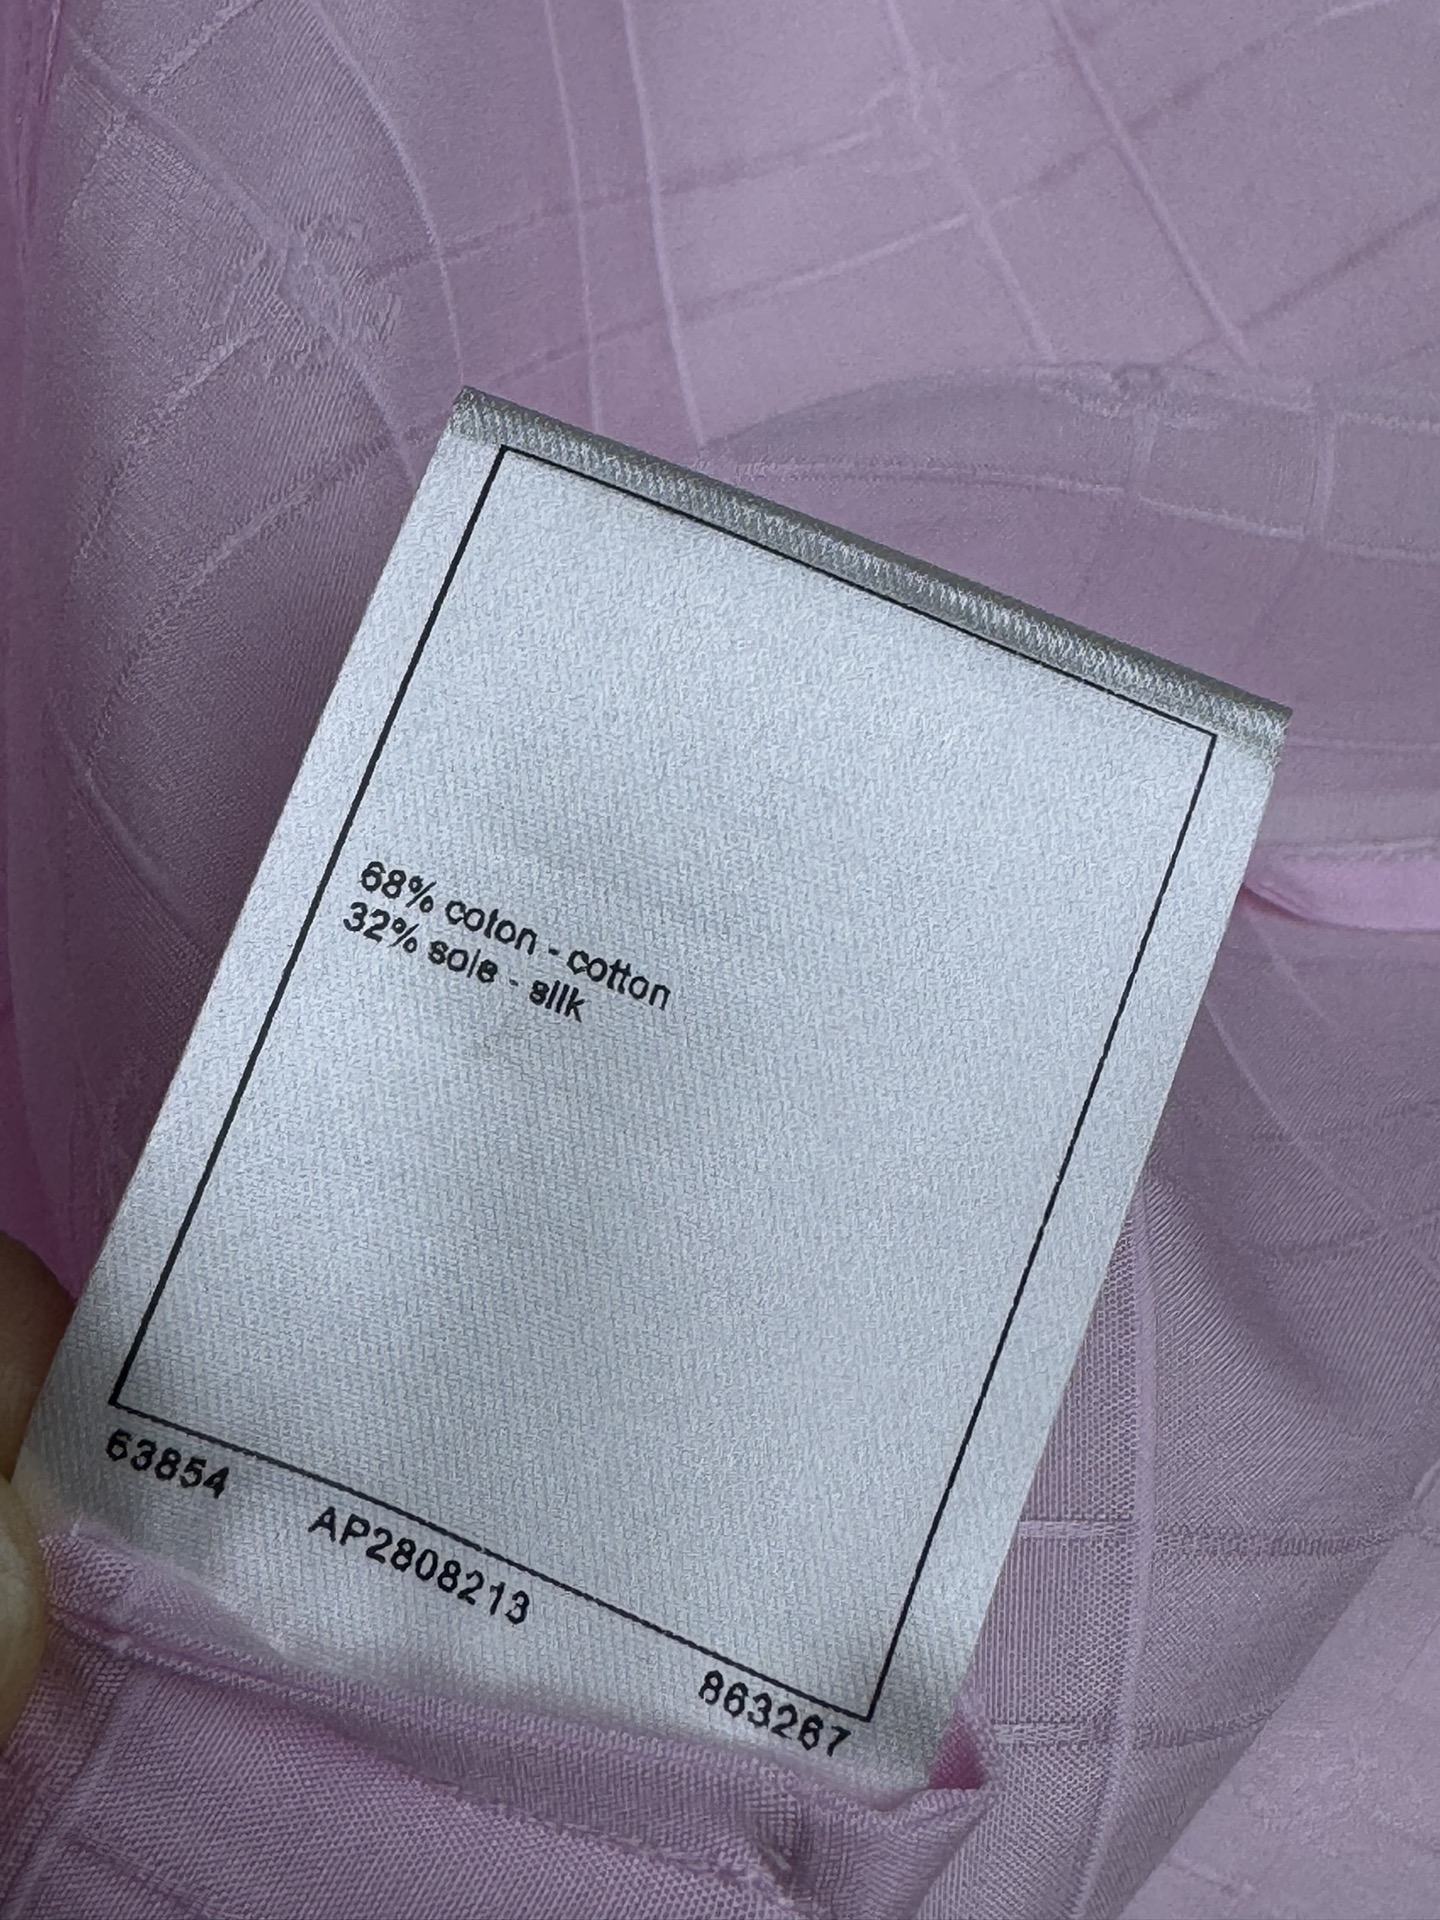 68% coton - cotton
32% soie - silk
63854 AP2808213 863267